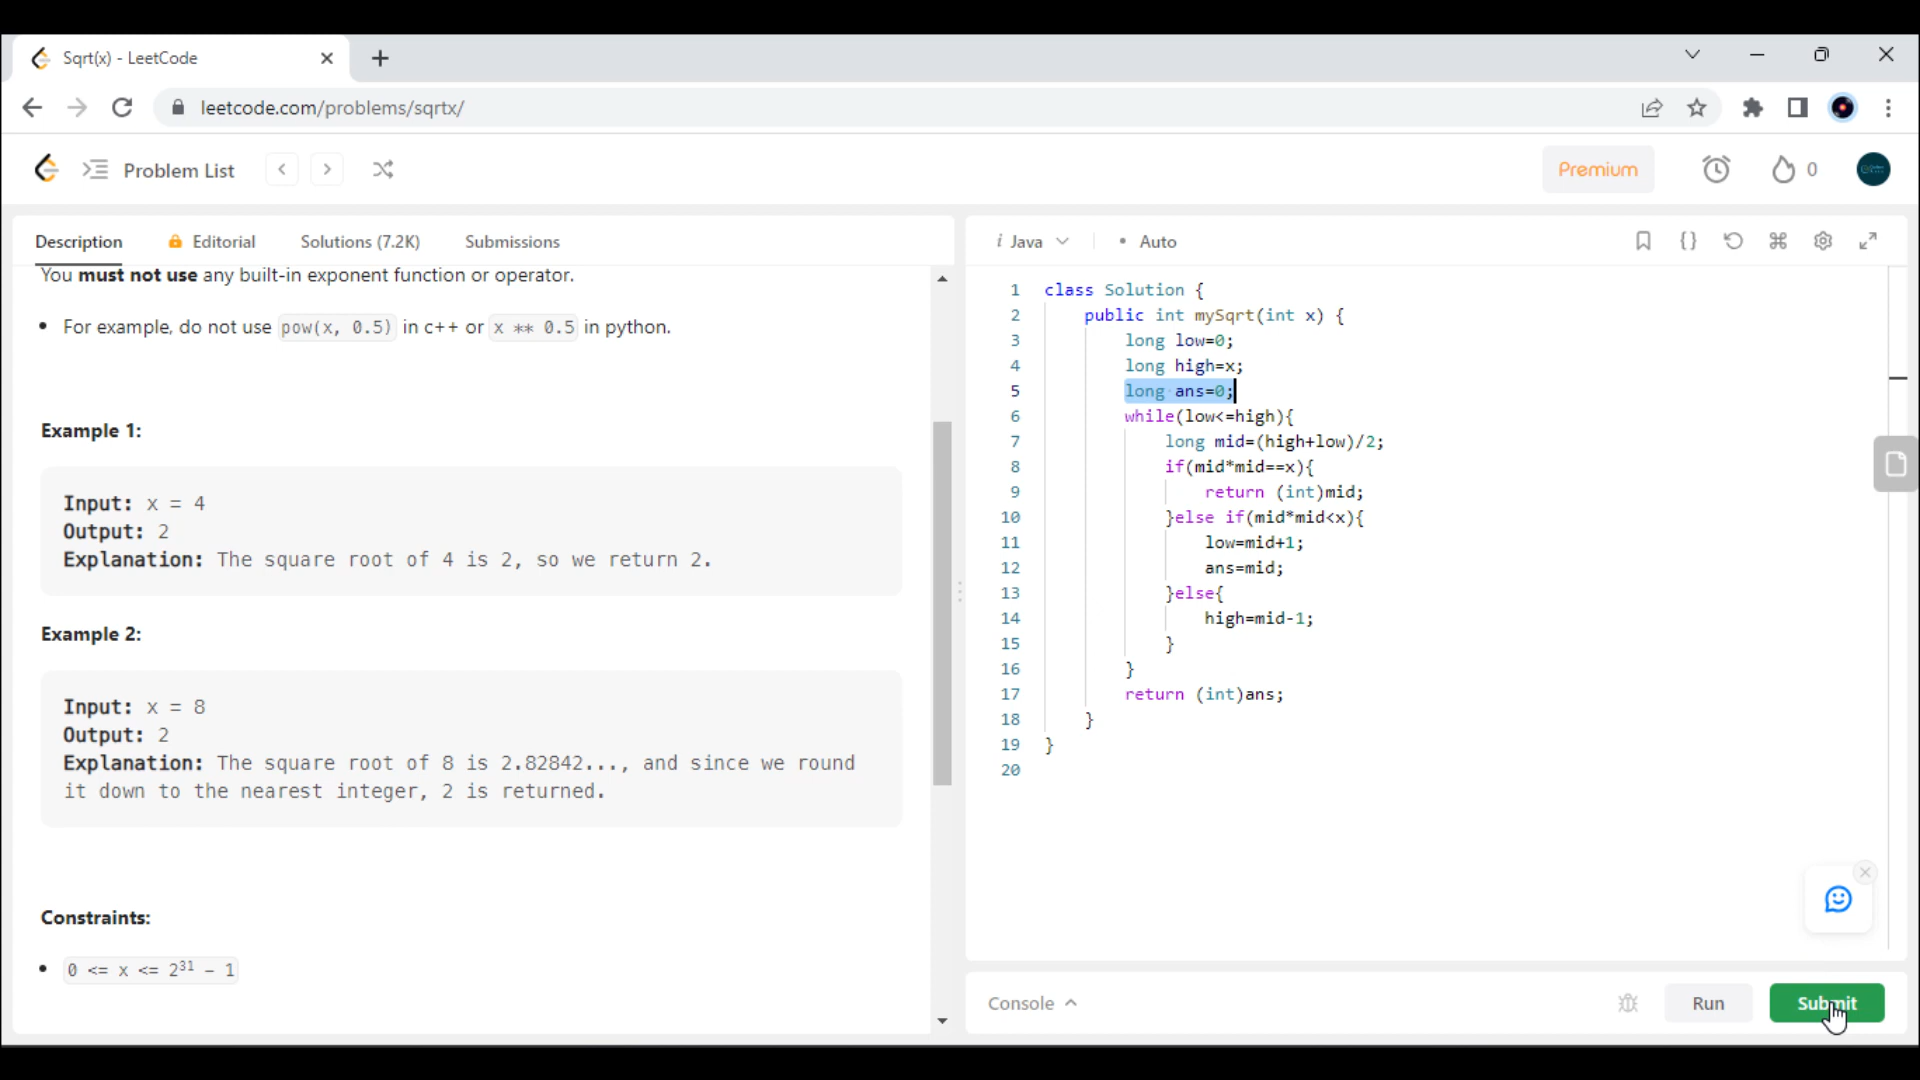 Sqrt(x) - LeetCode
leetcode.com/problems/sqrtx/
Problem List
Premium
0
Description
Editorial
Solutions (7.2K)
Submissions
You must not use any built-in exponent function or operator.
• For example, do not use pow(x, 0.5) in c++ or x ** 0.5 in python.
Example 1:
Input: x = 4
Output: 2
Explanation: The square root of 4 is 2, so we return 2.
Example 2:
Input: x = 8
Output: 2
Explanation: The square root of 8 is 2.82842..., and since we round
it down to the nearest integer, 2 is returned.
Constraints:
• 0 <= x <= 2³¹ - 1
i Java
• Auto
{}
1 class Solution {
2 public int mySqrt(int x) {
3 long low=0;
4 long high=x;
5 long ans=0;
6 while(low<=high){
7 long mid=(high+low)/2;
8 if(mid*mid==x){
9 return (int)mid;
10 }else if(mid*mid<x){
11 low=mid+1;
12 ans=mid;
13 }else{
14 high=mid-1;
15 }
16 }
17 return (int)ans;
18 }
19 }
20
Console
Run
Submit